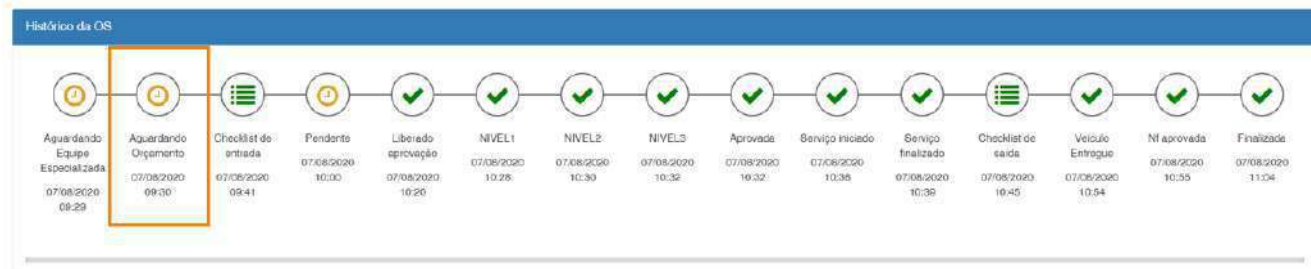 Histórico da OS
Aguardando
Equipe
Especializada
07/08/2020
09:29
Aguardando
Orçamento
07/08/2020
09:30
Checklist de
entrada
07/08/2020
09:41
Pendente
07/08/2020
10:00
Liberado
aprovação
07/08/2020
10:20
NIVEL1
07/08/2020
10:28
NIVEL2
07/08/2020
10:30
NIVEL3
07/08/2020
10:32
Aprovada
07/08/2020
10:32
Serviço iniciado
07/08/2020
10:36
Serviço
finalizado
07/08/2020
10:39
Checklist de
saída
07/08/2020
10:45
Veículo
Entregue
07/08/2020
10:54
Nf aprovada
07/08/2020
10:55
Finalizada
07/08/2020
11:04